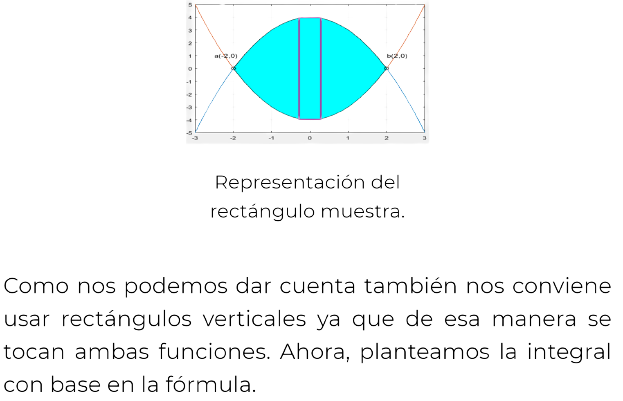 5
4
3
2
1
0
-1
-2
-3
-4
-5
a(-2.0)
b(2.0)
-3 -2 -1 0 1 2 3
Representación del
rectángulo muestra.
Como nos podemos dar cuenta también nos conviene
usar rectángulos verticales ya que de esa manera se
tocan ambas funciones. Ahora, planteamos la integral
con base en la fórmula.